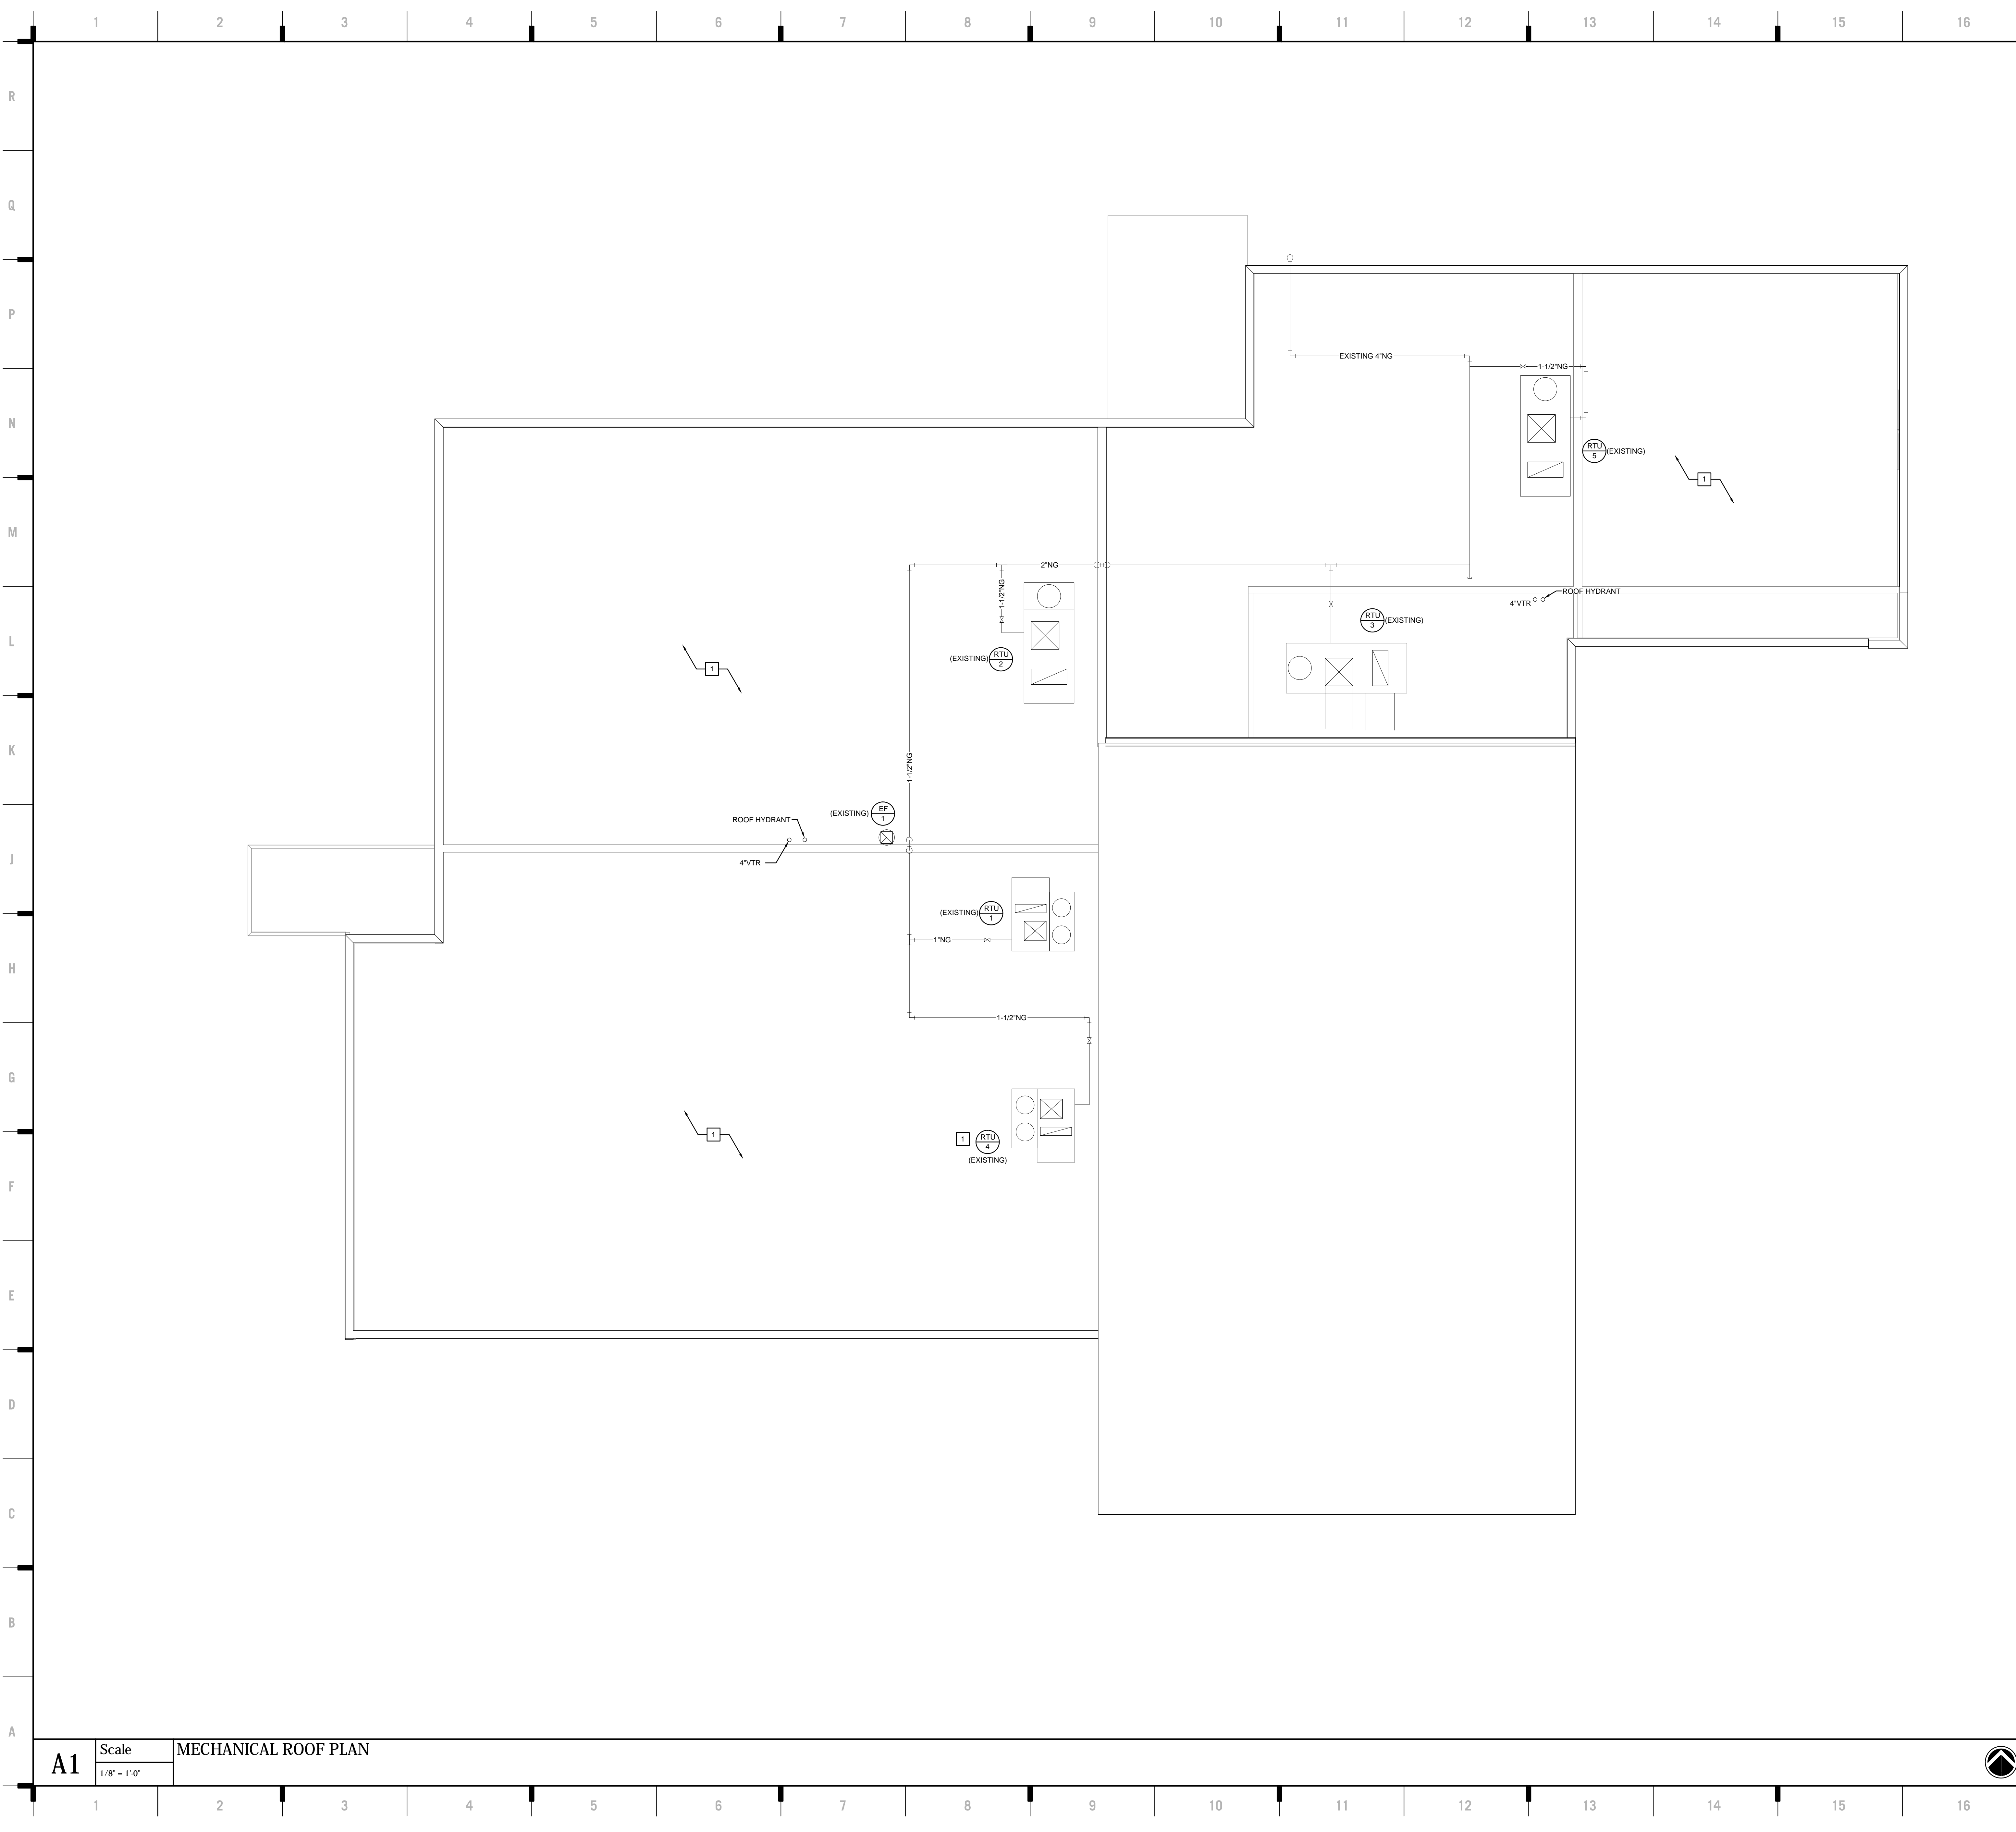 1 2 3 4 5 6 7 8 9 10 11 12 13 14 15 16
R
Q
P
EXISTING 4"NG
1-1/2"NG
N
RTU
5
(EXISTING)
1
M
2"NG
1-1/2"NG
ROOF HYDRANT
4"VTR
RTU
3
(EXISTING)
L
(EXISTING)
RTU
2
1
K
1-1/2"NG
(EXISTING)
EF
1
ROOF HYDRANT
J
4"VTR
(EXISTING)
RTU
1
1"NG
H
1-1/2"NG
G
1
1
RTU
4
(EXISTING)
F
E
D
C
B
A
A1
Scale
1/8" = 1'-0"
MECHANICAL ROOF PLAN
1 2 3 4 5 6 7 8 9 10 11 12 13 14 15 16